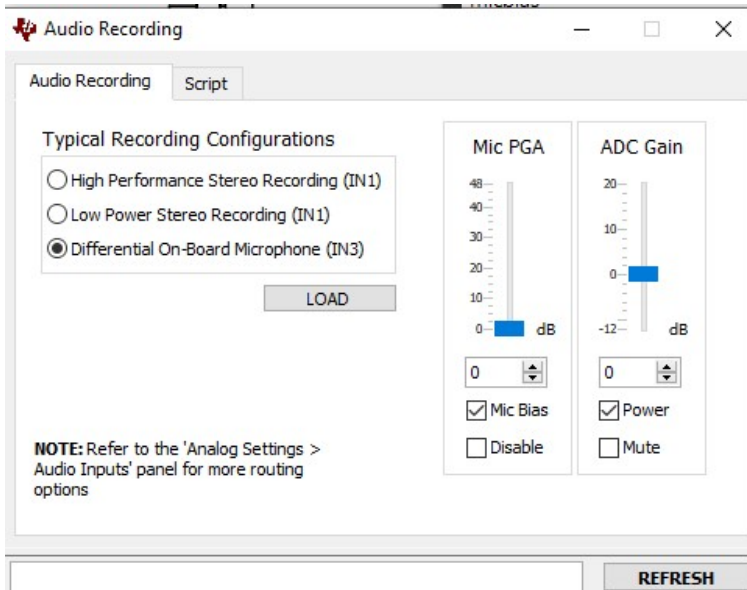 Audio Recording
Audio Recording
Script
Typical Recording Configurations
High Performance Stereo Recording (IN1)
Low Power Stereo Recording (IN1)
Differential On-Board Microphone (IN3)
LOAD
NOTE: Refer to the 'Analog Settings >
Audio Inputs' panel for more routing
options
Mic PGA
48
40
30
20
10
0
dB
0
Mic Bias
Disable
ADC Gain
20
10
0
-12
dB
0
Power
Mute
REFRESH